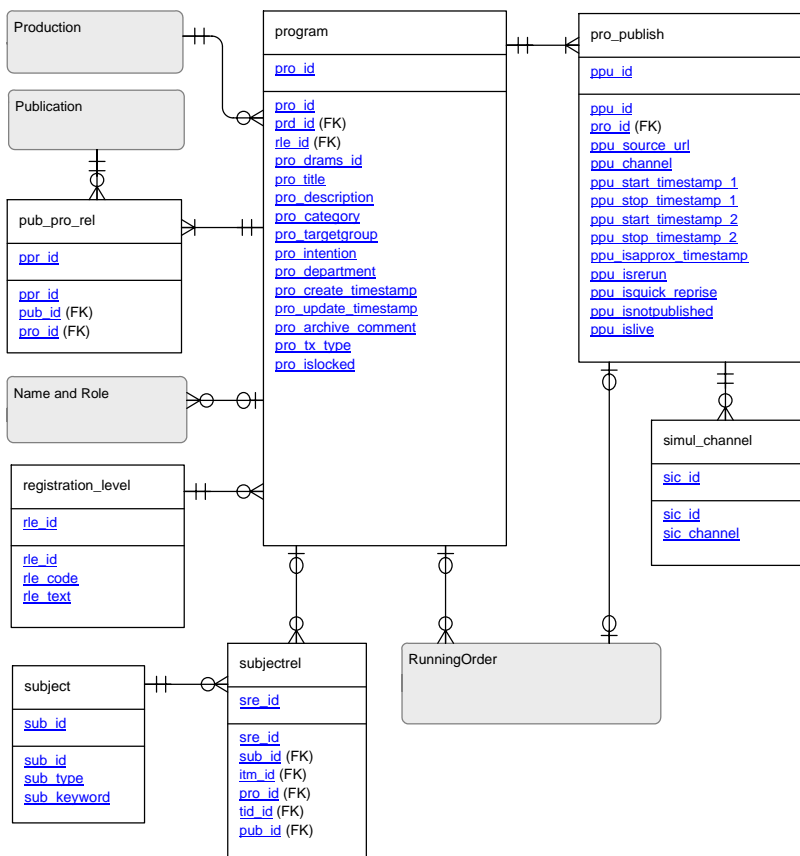 Production
Publication
pub_pro_rel
ppr_id
ppr_id
pub_id (FK)
pro_id (FK)
Name and Role
registration_level
rle_id
rle_id
rle_code
rle_text
subject
sub_id
sub_id
sub_type
sub_keyword
program
pro_id
pro_id
prd_id (FK)
rle_id (FK)
pro_drams_id
pro_title
pro_description
pro_category
pro_targetgroup
pro_intention
pro_department
pro_create_timestamp
pro_update_timestamp
pro_archive_comment
pro_tx_type
pro_islocked
subjectrel
sre_id
sre_id
sub_id (FK)
itm_id (FK)
pro_id (FK)
tid_id (FK)
pub_id (FK)
RunningOrder
pro_publish
ppu_id
ppu_id
pro_id (FK)
ppu_source_url
ppu_channel
ppu_start_timestamp_1
ppu_stop_timestamp_1
ppu_start_timestamp_2
ppu_stop_timestamp_2
ppu_isapprox_timestamp
ppu_isrerun
ppu_isquick_reprise
ppu_isnotpublished
ppu_islive
simul_channel
sic_id
sic_id
sic_channel